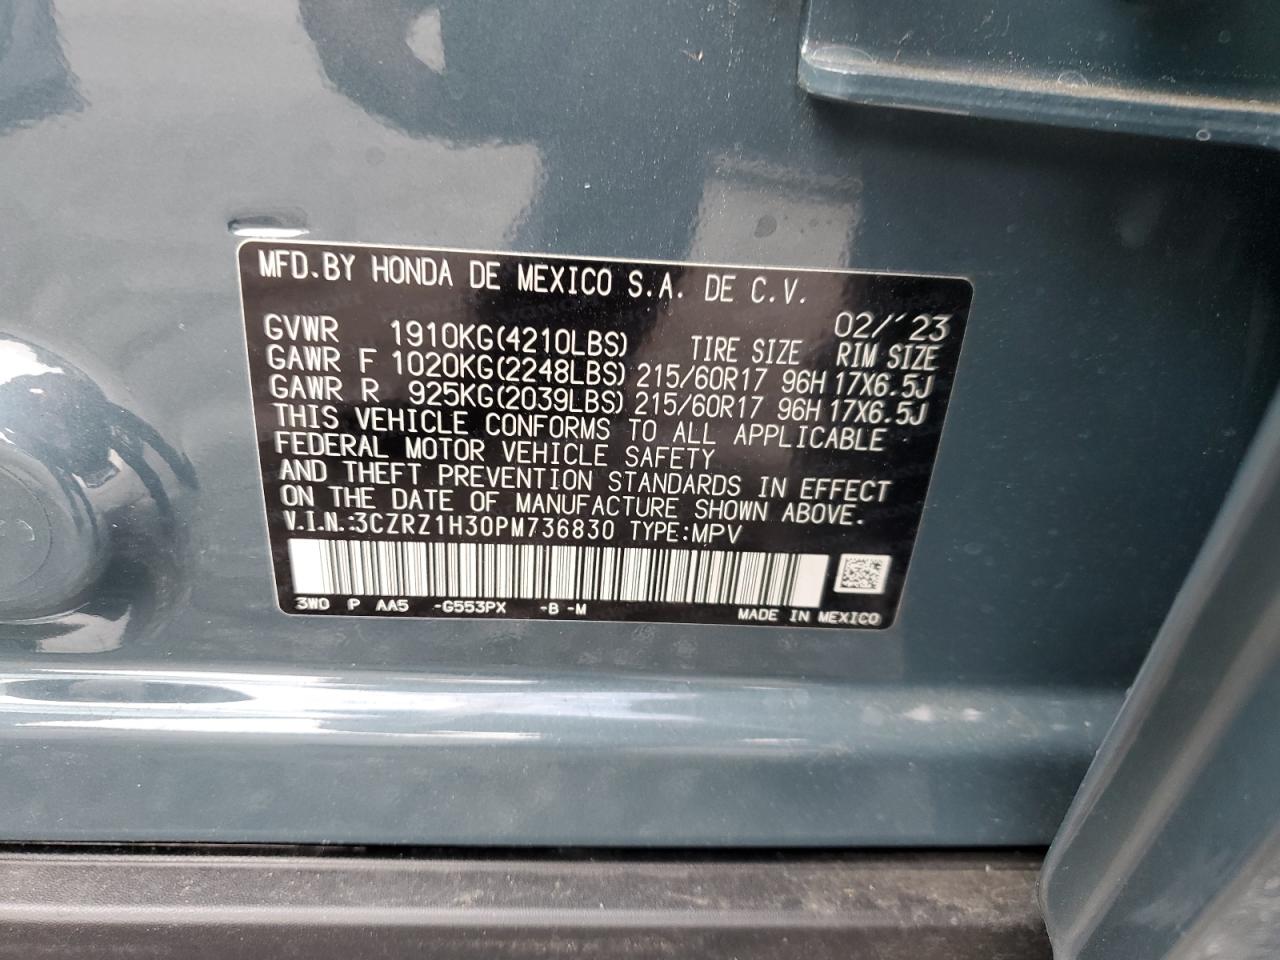 MFD.BY HONDA DE MEXICO S.A. DE C.V.
02/'23
GVWR 1910KG(4210LBS) TIRE SIZE RIM SIZE
GAWR F 1020KG(2248LBS) 215/60R17 96H 17X6.5J
GAWR R 925KG(2039LBS) 215/60R17 96H 17X6.5J
THIS VEHICLE CONFORMS TO ALL APPLICABLE
FEDERAL MOTOR VEHICLE SAFETY
AND THEFT PREVENTION STANDARDS IN EFFECT
ON THE DATE OF MANUFACTURE SHOWN ABOVE.
V.I.N.:3CZRZ1H30PM736830 TYPE:MPV
3W0 P AA5 -G553PX -B -M MADE IN MEXICO